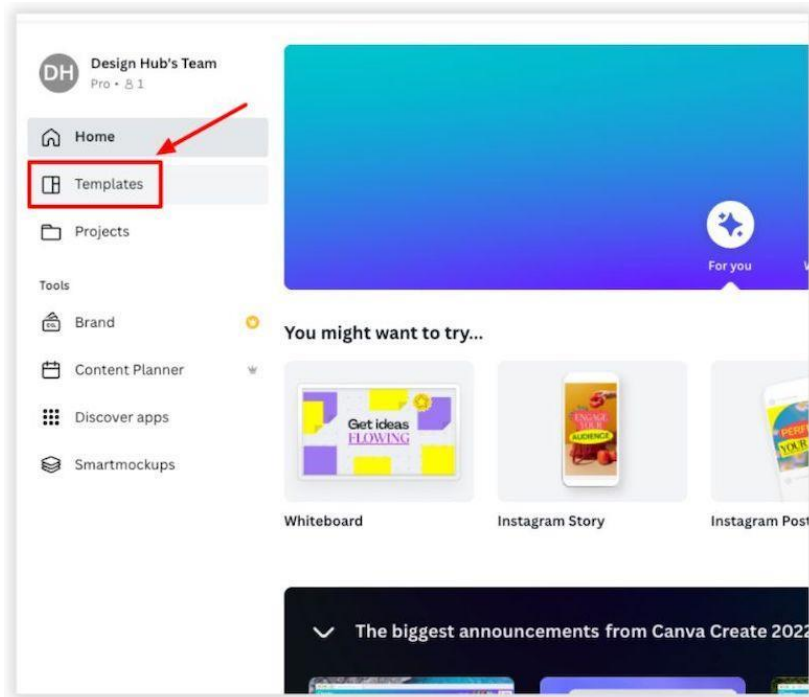 DH
Design Hub's Team
Pro • 1
Home
Templates
Projects
Tools
Brand
Content Planner
Discover apps
Smartmockups
For you
You might want to try...
Get ideas
FLOWING
ENGAGE
YOUR
AUDIENCE
YOUR
Whiteboard
Instagram Story
Instagram Post
The biggest announcements from Canva Create 2022